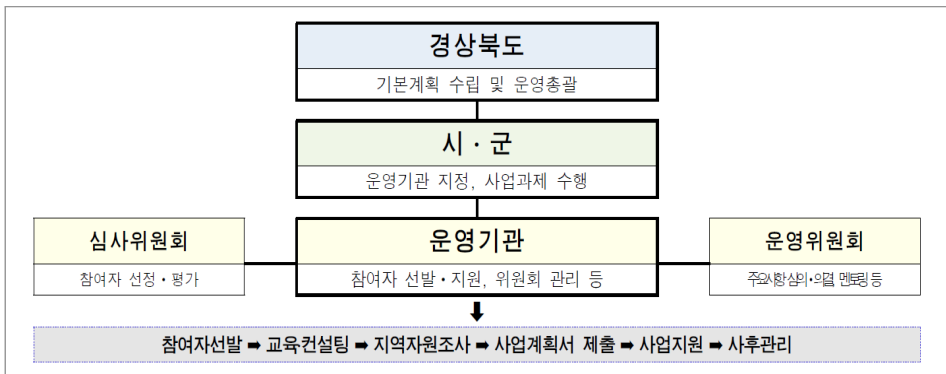 경상북도
기본계획 수립 및 운영총괄
시·군
운영기관 지정, 사업과제 수행
심사위원회
참여자 선정·평가
운영기관
참여자 선발·지원, 위원회 관리 등
운영위원회
주요사항심의·의결, 멘토링 등
참여자선발 ➡ 교육컨설팅 ➡ 지역자원조사 ➡ 사업계획서 제출 ➡ 사업지원 ➡ 사후관리